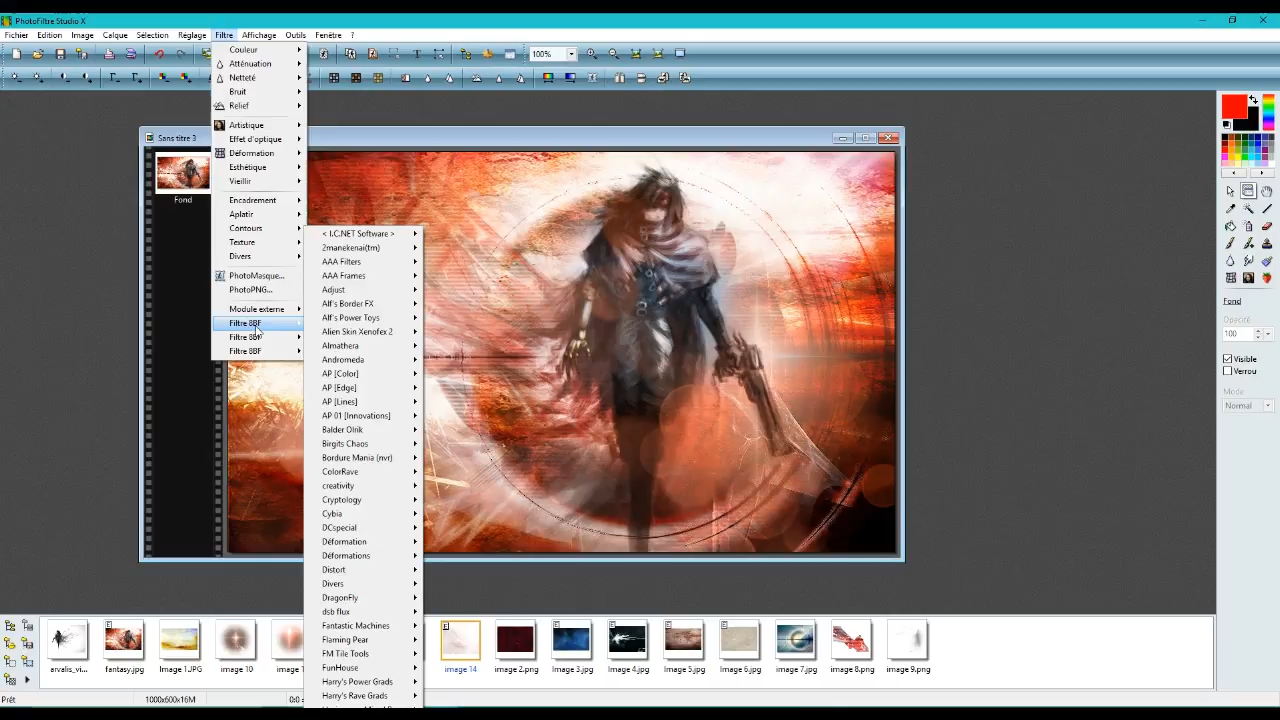 PhotoFiltre Studio X
Fichier Edition Image Calque Sélection Réglage Filtre Affichage Outils Fenêtre ?
100%
Sans titre 3
Fond
Couleur
Atténuation
Netteté
Bruit
Relief
Artistique
Effet d'optique
Déformation
Esthétique
Vieillir
Encadrement
Aplatir
Contours
Texture
Divers
PhotoMasque...
PhotoPNG...
Module externe
Filtre 8BF
Filtre 8BF
Filtre 8BF
< I.C.NET Software >
2manekenai(tm)
AAA Filters
AAA Frames
Adjust
Alf's Border FX
Alf's Power Toys
Alien Skin Xenofex 2
Almathera
Andromeda
AP [Color]
AP [Edge]
AP [Lines]
AP 01 [Innovations]
Balder Olrik
Birgits Chaos
Bordure Mania (nvr)
ColorRave
creativity
Cryptology
Cybia
DCspecial
Déformation
Déformations
Distort
Divers
DragonFly
dsb flux
Fantastic Machines
Flaming Pear
FM Tile Tools
FunHouse
Harry's Power Grads
Harry's Rave Grads
Fond
Opacité
100
Visible
Verrou
Mode
Normal
arvalis_vi... fantasy.jpg Image 1.JPG image 10 image 14 image 2.png Image 3.jpg Image 4.jpg Image 5.jpg Image 6.jpg image 7.jpg image 8.png image 9.png
Prêt 1000x600x16M